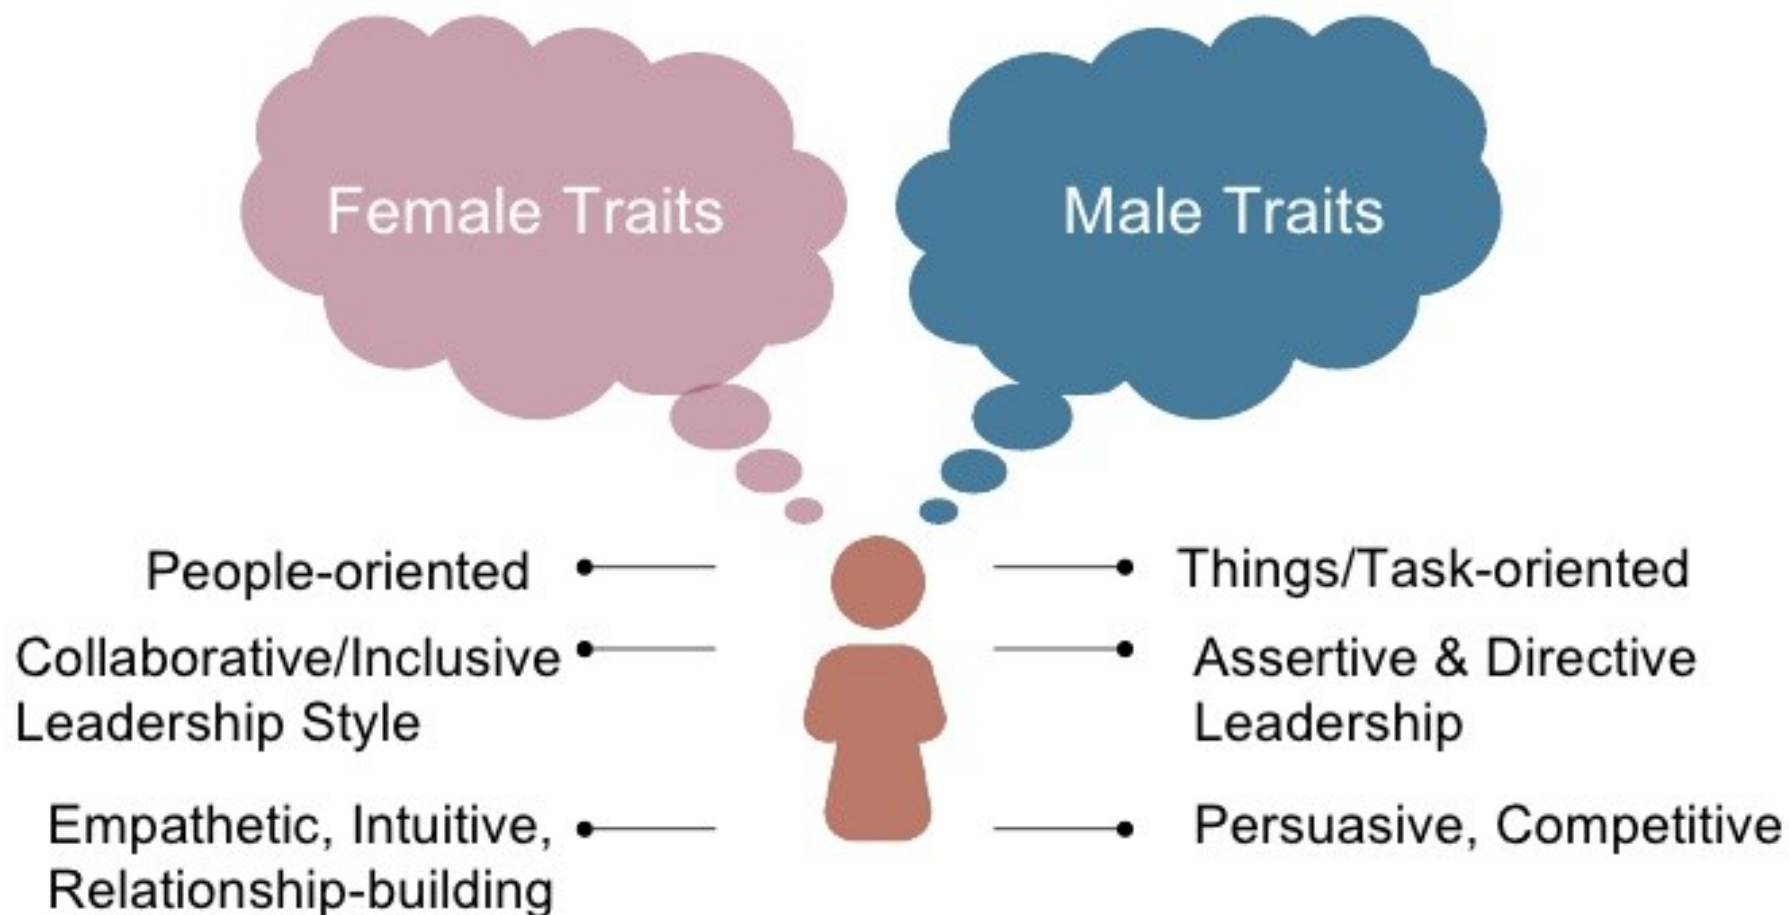 Female Traits
Male Traits
People-oriented
Collaborative/Inclusive
Leadership Style
Empathetic, Intuitive,
Relationship-building
Things/Task-oriented
Assertive & Directive
Leadership
Persuasive, Competitive